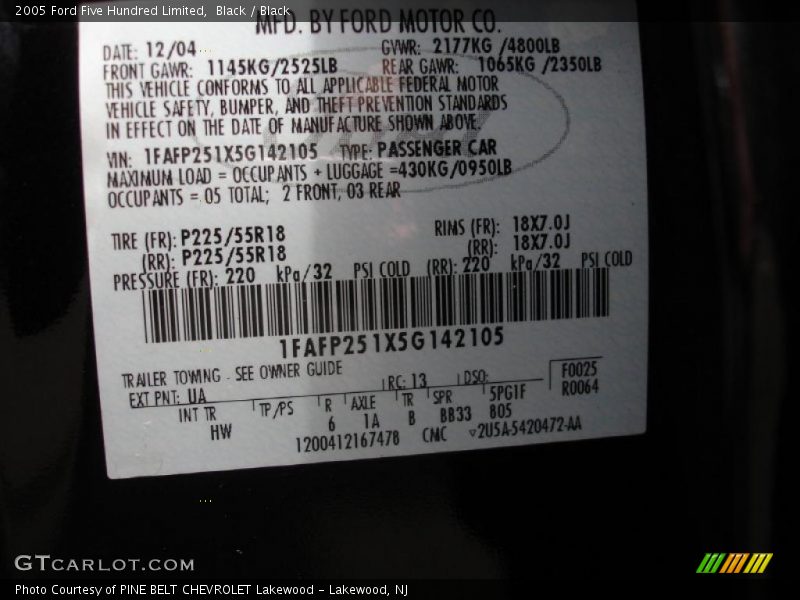 2005 Ford Five Hundred Limited, Black / Black
MFD. BY FORD MOTOR CO.
DATE: 12/04 GVWR: 2177KG /4800LB
FRONT GAWR: 1145KG/2525LB REAR GAWR: 1065KG /2350LB
THIS VEHICLE CONFORMS TO ALL APPLICABLE FEDERAL MOTOR
VEHICLE SAFETY, BUMPER, AND THEFT PREVENTION STANDARDS
IN EFFECT ON THE DATE OF MANUFACTURE SHOWN ABOVE.
VIN: 1FAFP251X5G142105 TYPE: PASSENGER CAR
MAXIMUM LOAD = OCCUPANTS + LUGGAGE =430KG/0950LB
OCCUPANTS = 05 TOTAL; 2 FRONT, 03 REAR
TIRE (FR): P225/55R18 RIMS (FR): 18X7.0J
(RR): P225/55R18 (RR): 18X7.0J
PRESSURE (FR): 220 kPa/32 PSI COLD (RR): 220 kPa/32 PSI COLD
1FAFP251X5G142105
TRAILER TOWING - SEE OWNER GUIDE
EXT PNT: UA RC: 13 DSO: F0025
INT TR TP/PS R AXLE TR SPR 5PG1F R0064
HW 6 1A B BB33 B05
1200412167478 CMC ▿2U5A-5420472-AA
GTCARLOT.COM
Photo Courtesy of PINE BELT CHEVROLET Lakewood - Lakewood, NJ